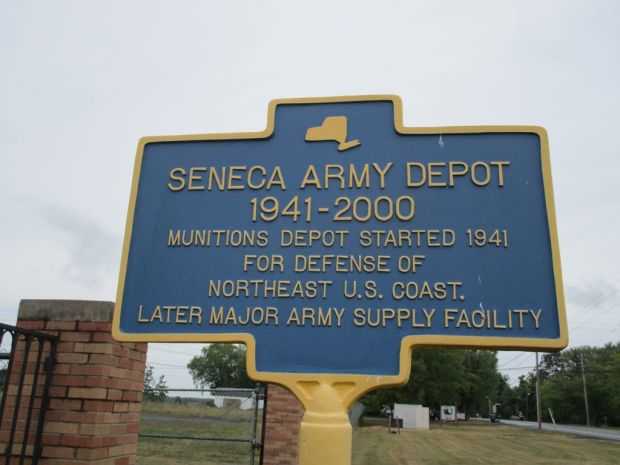 SENECA ARMY DEPOT
1941-2000
MUNITIONS DEPOT STARTED 1941
FOR DEFENSE OF
NORTHEAST U.S. COAST.
LATER MAJOR ARMY SUPPLY FACILITY